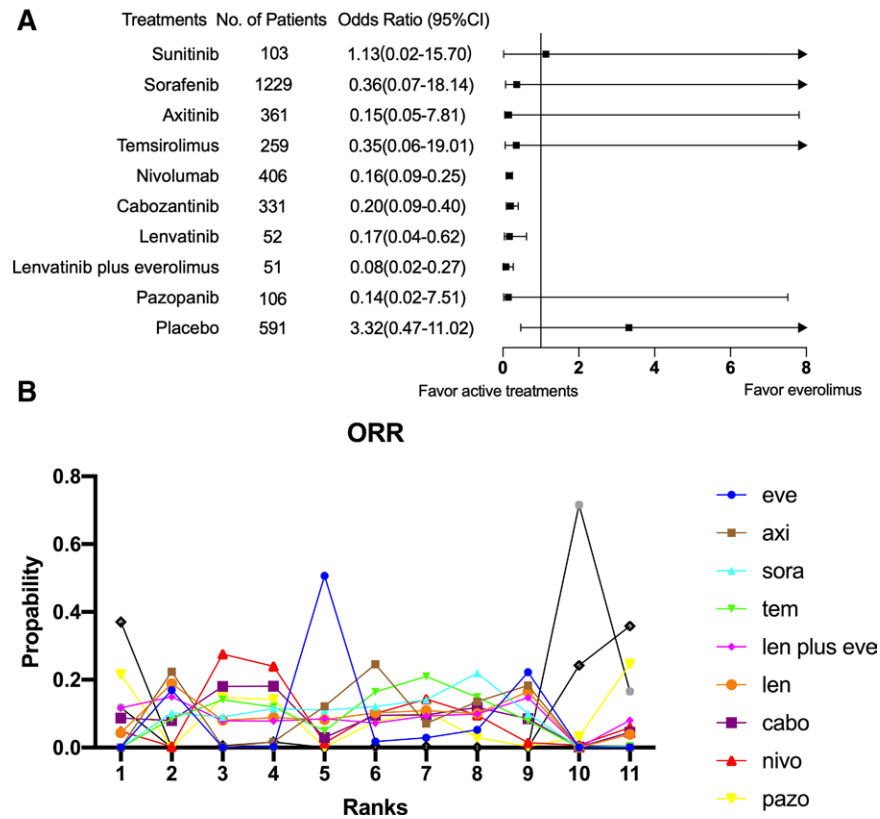 A
Treatments No. of Patients Odds Ratio (95%CI)
Sunitinib 103 1.13(0.02-15.70)
Sorafenib 1229 0.36(0.07-18.14)
Axitinib 361 0.15(0.05-7.81)
Temsirolimus 259 0.35(0.06-19.01)
Nivolumab 406 0.16(0.09-0.25)
Cabozantinib 331 0.20(0.09-0.40)
Lenvatinib 52 0.17(0.04-0.62)
Lenvatinib plus everolimus 51 0.08(0.02-0.27)
Pazopanib 106 0.14(0.02-7.51)
Placebo 591 3.32(0.47-11.02)
0 2 4 6 8
Favor active treatments Favor everolimus
B
ORR
Propability
0.8
0.6
0.4
0.2
0.0
1 2 3 4 5 6 7 8 9 10 11
Ranks
eve
axi
sora
tem
len plus eve
len
cabo
nivo
pazo